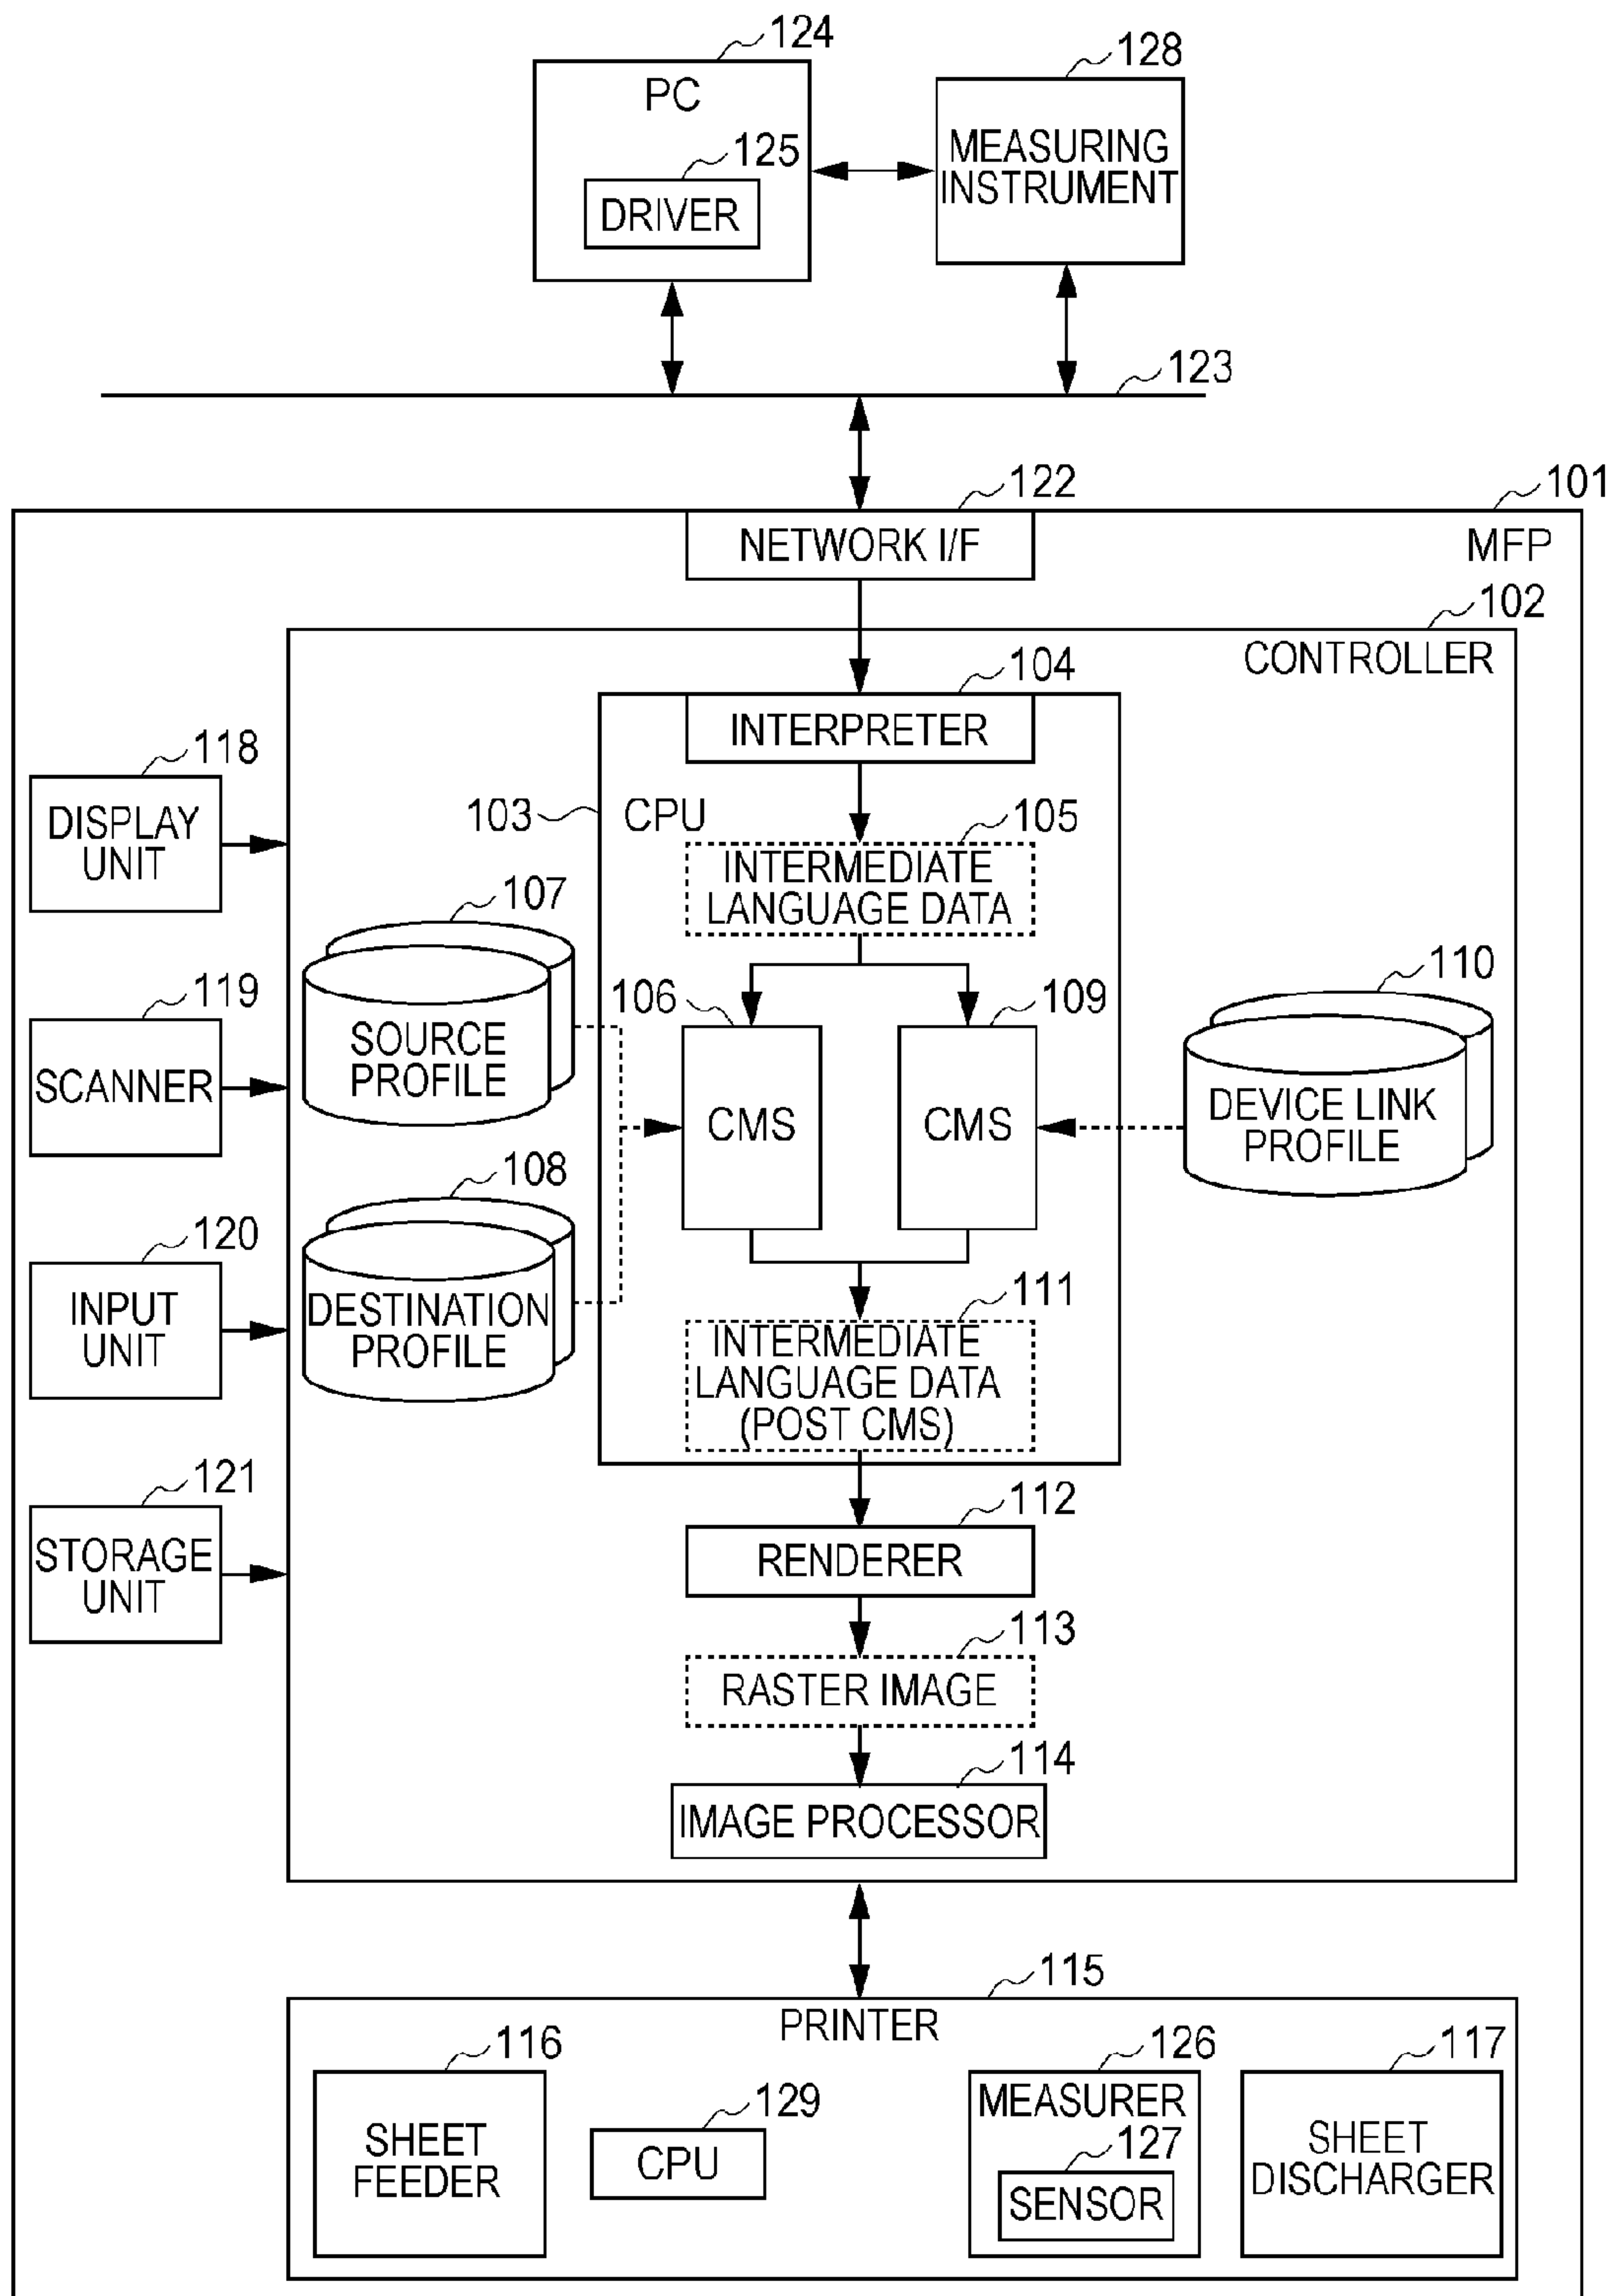 124
128
PC
125
DRIVER
MEASURING
INSTRUMENT
123
122
101
NETWORK I/F
MFP
102
CONTROLLER
104
INTERPRETER
118
DISPLAY
UNIT
103
CPU
105
INTERMEDIATE
LANGUAGE DATA
107
SOURCE
PROFILE
106
109
110
119
SCANNER
CMS
CMS
DEVICE LINK
PROFILE
108
DESTINATION
PROFILE
120
INPUT
UNIT
111
INTERMEDIATE
LANGUAGE DATA
(POST CMS)
121
STORAGE
UNIT
112
RENDERER
113
RASTER IMAGE
114
IMAGE PROCESSOR
115
PRINTER
116
SHEET
FEEDER
129
CPU
126
MEASURER
127
SENSOR
117
SHEET
DISCHARGER